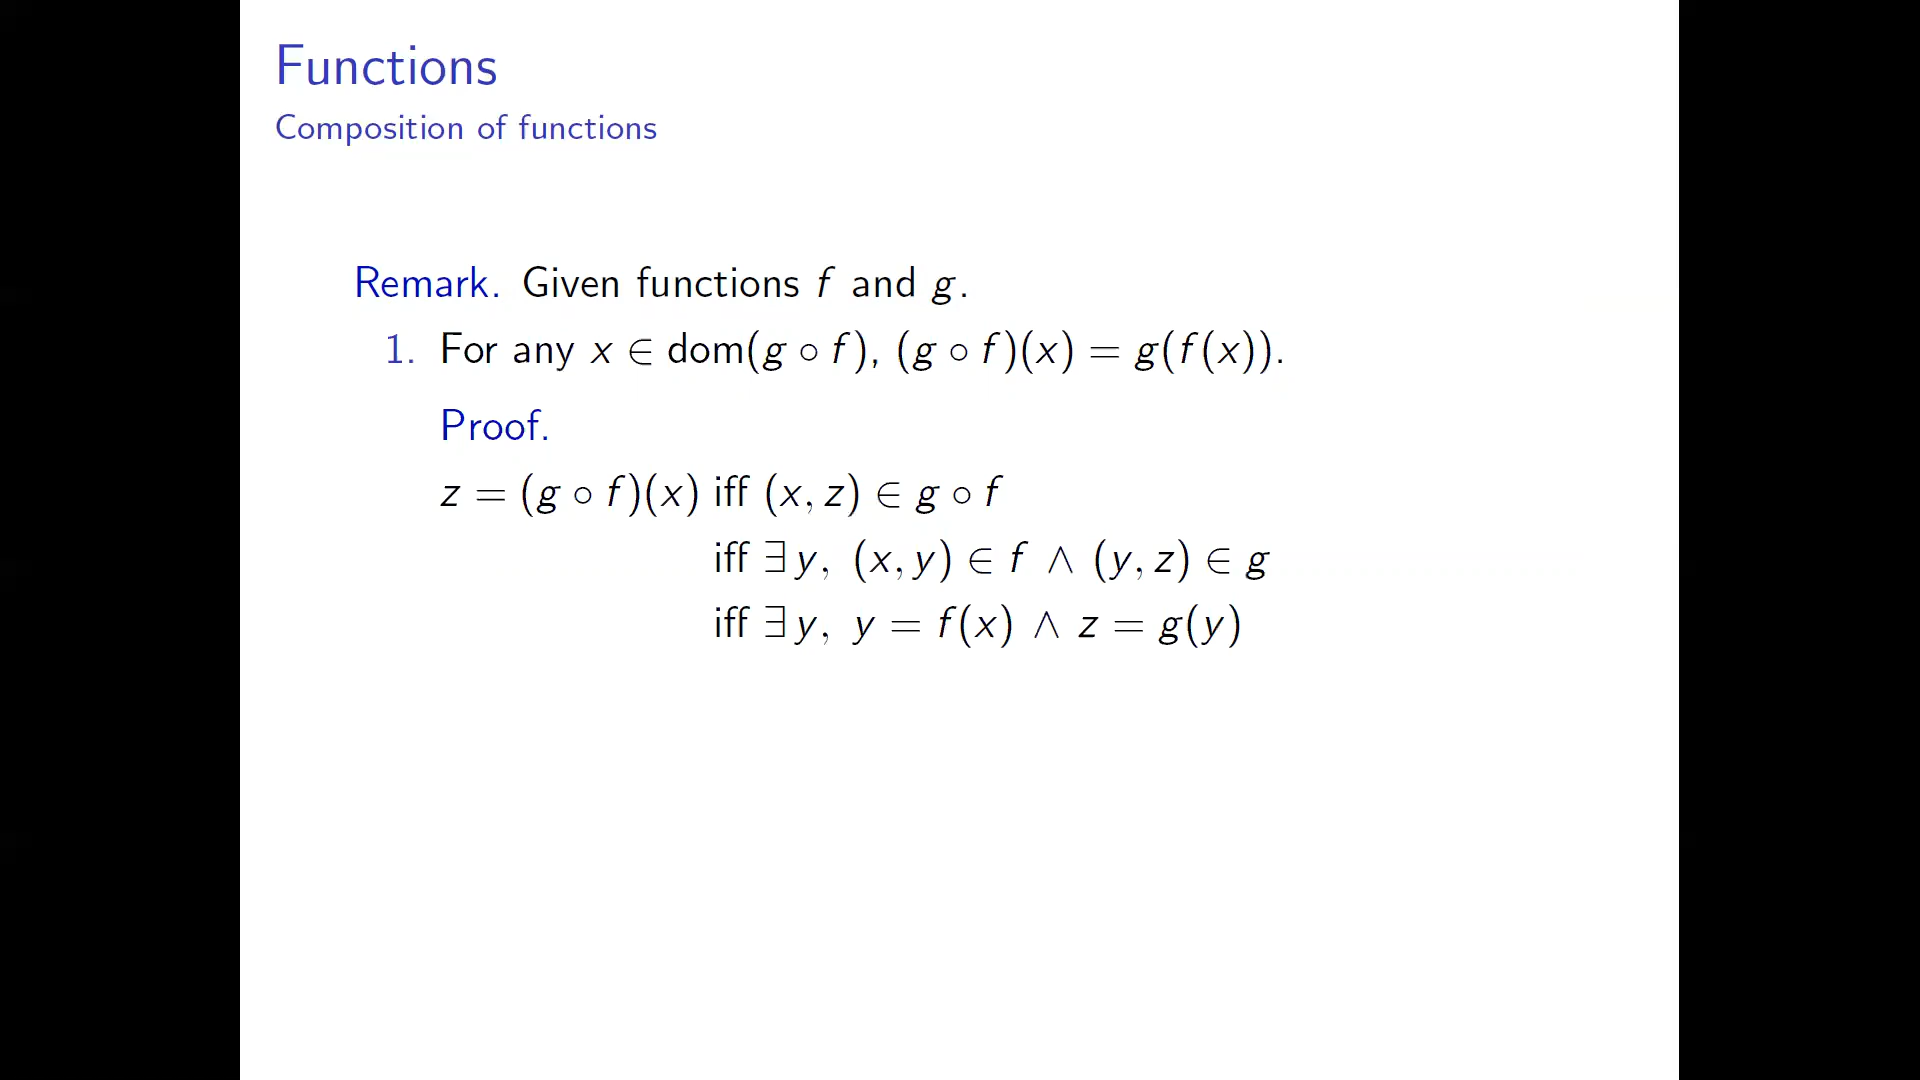 Functions
Composition of functions
Remark. Given functions f and g.
1. For any x ∈ dom(g ∘ f), (g ∘ f)(x) = g(f(x)).
Proof.
z = (g ∘ f)(x) iff (x, z) ∈ g ∘ f
iff ∃ y, (x, y) ∈ f ∧ (y, z) ∈ g
iff ∃ y, y = f(x) ∧ z = g(y)